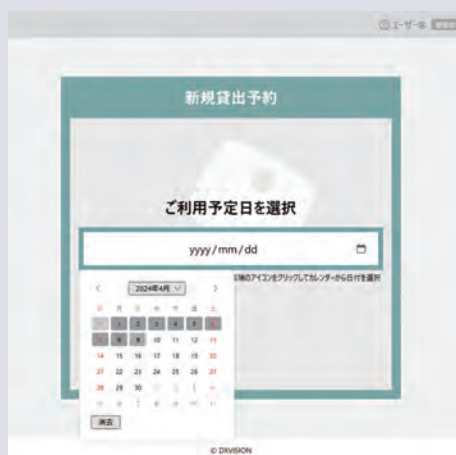 ユーザー名
新規貸出予約
ご利用予定日を選択
yyyy/mm/dd
のアイコンをクリックしてカレンダーから日付を選択
2024年4月
日 月 火 水 木 金 土
1 2 3 4 5 6
7 8 9 10 11 12 13
14 15 16 17 18 19 20
21 22 23 24 25 26 27
28 29 30
消去
© DXVISION